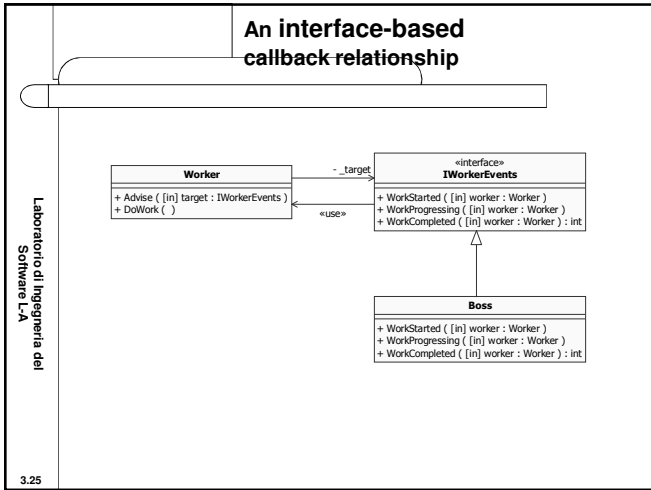 An interface-based
callback relationship
Worker
+ Advise ( [in] target : IWorkerEvents )
+ DoWork ( )
- _target
«use»
«interface»
IWorkerEvents
+ WorkStarted ( [in] worker : Worker )
+ WorkProgressing ( [in] worker : Worker )
+ WorkCompleted ( [in] worker : Worker ) : int
Boss
+ WorkStarted ( [in] worker : Worker )
+ WorkProgressing ( [in] worker : Worker )
+ WorkCompleted ( [in] worker : Worker ) : int
Laboratorio di Ingegneria del
Software L-A
3.25